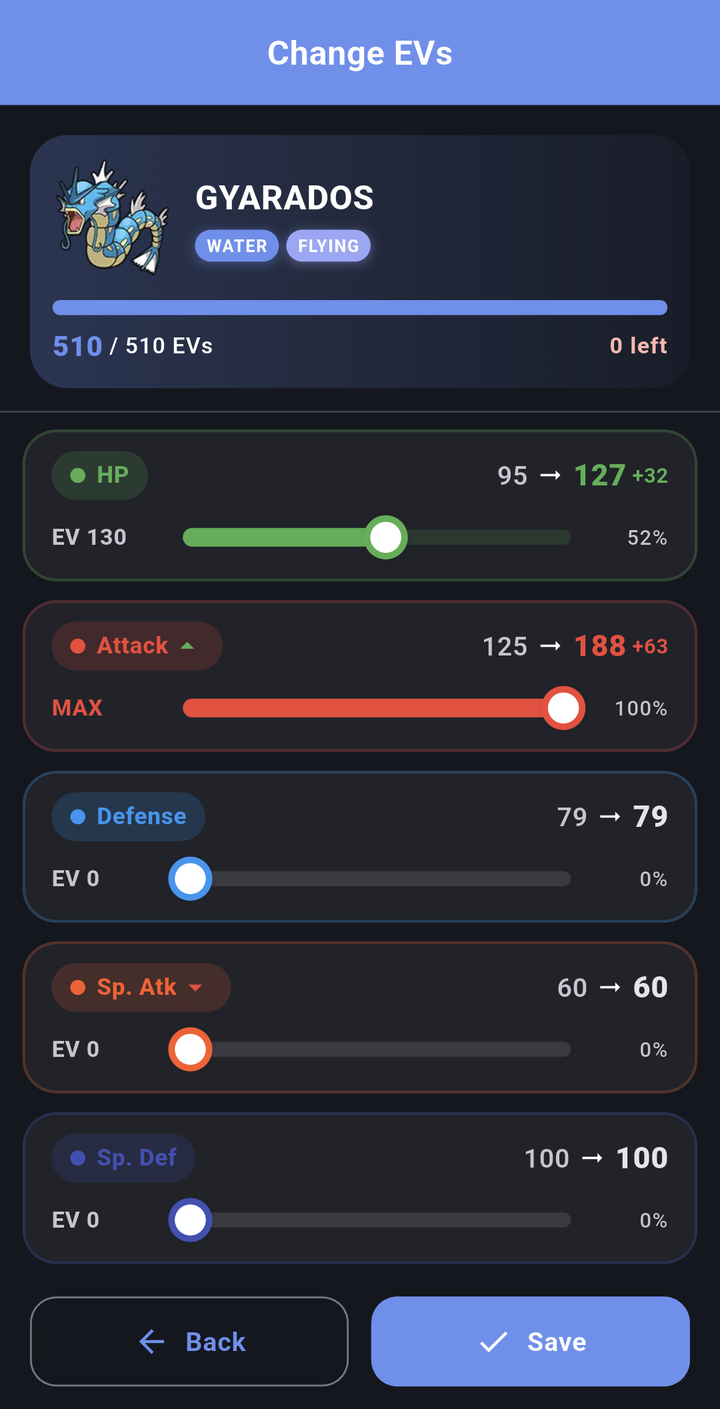 Change EVs
GYARADOS
WATER FLYING
510 / 510 EVs 0 left
HP 95 → 127 +32
EV 130 52%
Attack 125 → 188 +63
MAX 100%
Defense 79 → 79
EV 0 0%
Sp. Atk 60 → 60
EV 0 0%
Sp. Def 100 → 100
EV 0 0%
Back Save